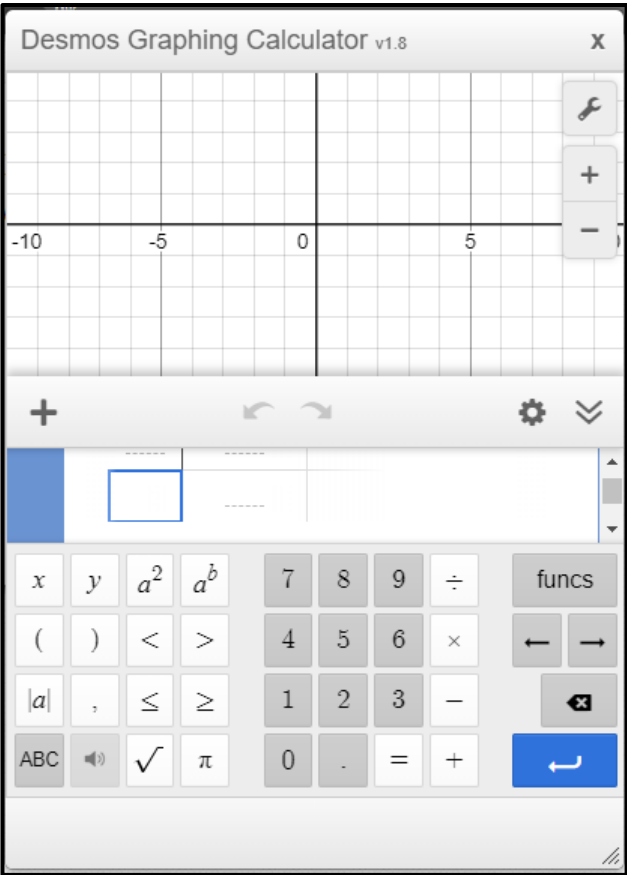 Desmos Graphing Calculator v1.8 x
+
−
-10 -5 0 5
+
x y a² aᵇ 7 8 9 ÷ funcs
( ) < > 4 5 6 × ← →
|a| , ≤ ≥ 1 2 3 −
ABC √ π 0 . = +